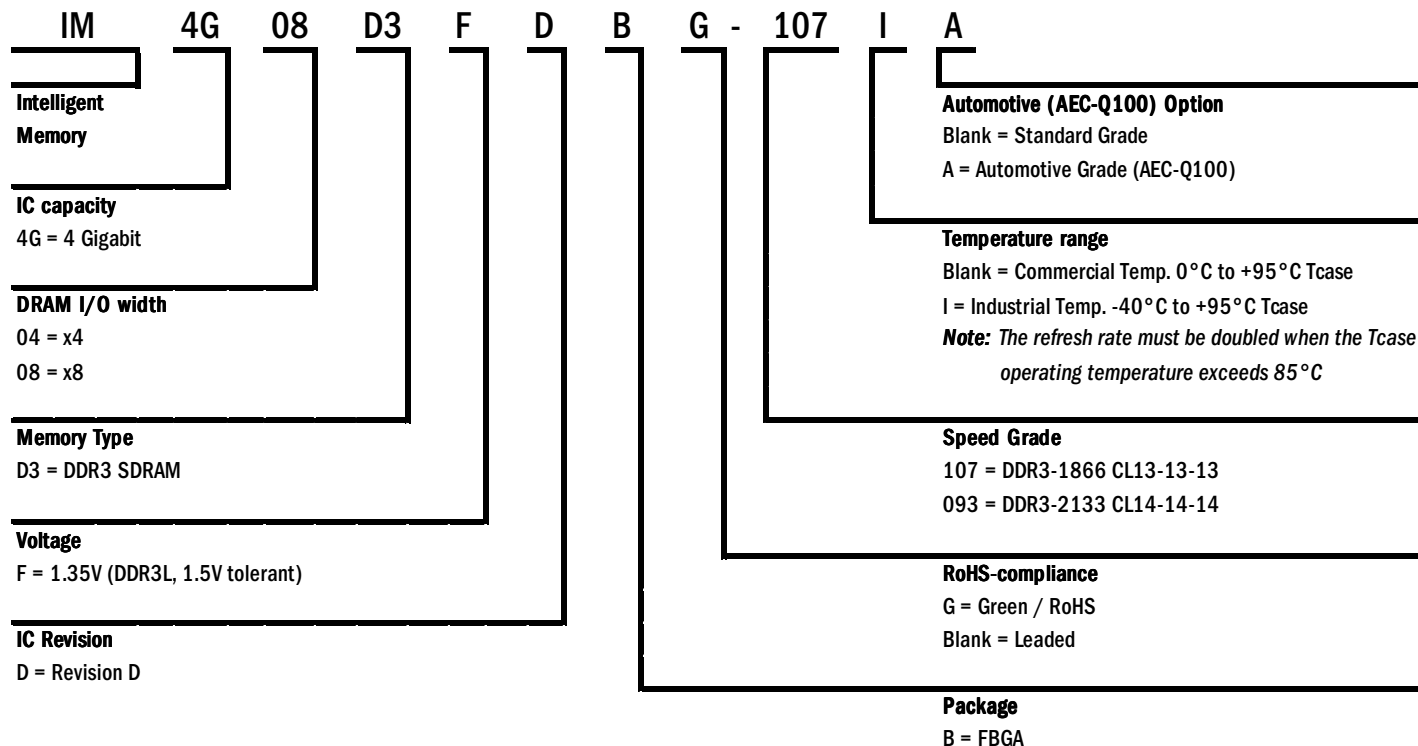 IM 4G 08 D3 F D B G - 107 I A
Intelligent
Memory
IC capacity
4G = 4 Gigabit
DRAM I/O width
04 = x4
08 = x8
Memory Type
D3 = DDR3 SDRAM
Voltage
F = 1.35V (DDR3L, 1.5V tolerant)
IC Revision
D = Revision D
Automotive (AEC-Q100) Option
Blank = Standard Grade
A = Automotive Grade (AEC-Q100)
Temperature range
Blank = Commercial Temp. 0°C to +95°C Tcase
I = Industrial Temp. -40°C to +95°C Tcase
Note: The refresh rate must be doubled when the Tcase
operating temperature exceeds 85°C
Speed Grade
107 = DDR3-1866 CL13-13-13
093 = DDR3-2133 CL14-14-14
RoHS-compliance
G = Green / RoHS
Blank = Leaded
Package
B = FBGA